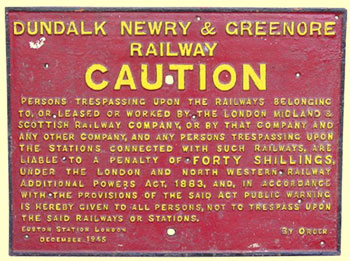 DUNDALK NEWRY & GREENORE
RAILWAY
CAUTION
PERSONS TRESPASSING UPON THE RAILWAYS BELONGING
TO, OR LEASED OR WORKED BY, THE LONDON MIDLAND &
SCOTTISH RAILWAY COMPANY, OR BY THAT COMPANY AND
ANY OTHER COMPANY, AND ANY PERSONS TRESPASSING UPON
THE STATIONS CONNECTED WITH SUCH RAILWAYS, ARE
LIABLE TO A PENALTY OF FORTY SHILLINGS,
UNDER THE LONDON AND NORTH WESTERN RAILWAY
ADDITIONAL POWERS ACT, 1883, AND, IN ACCORDANCE
WITH THE PROVISIONS OF THE SAID ACT PUBLIC WARNING
IS HEREBY GIVEN TO ALL PERSONS, NOT TO TRESPASS UPON
THE SAID RAILWAYS OR STATIONS.
EUSTON STATION LONDON
BY ORDER
DECEMBER, 1945